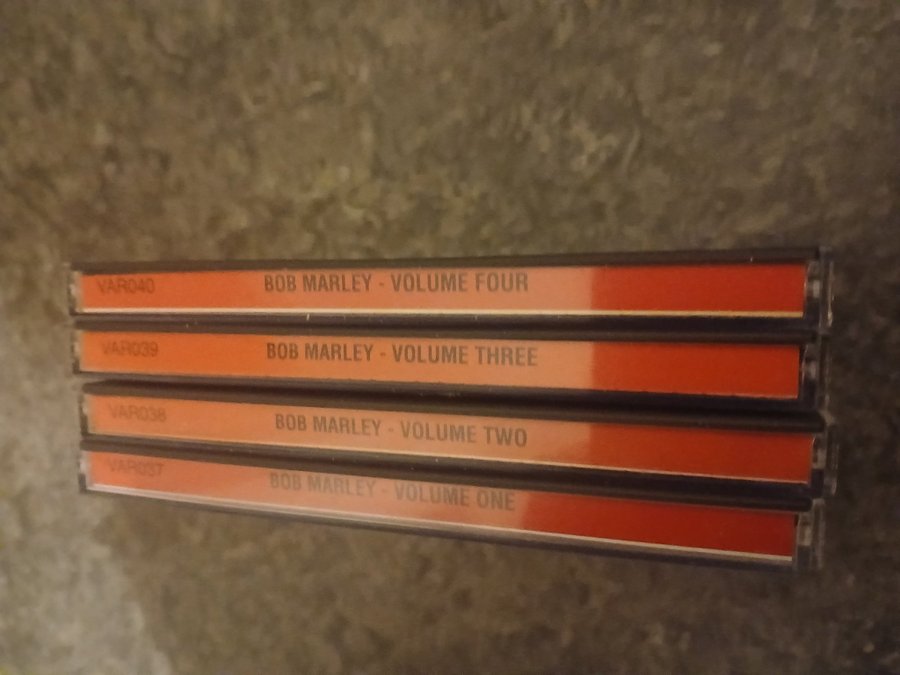 VAR040 BOB MARLEY - VOLUME FOUR
VAR039 BOB MARLEY - VOLUME THREE
VAR038 BOB MARLEY - VOLUME TWO
VAR037 BOB MARLEY - VOLUME ONE